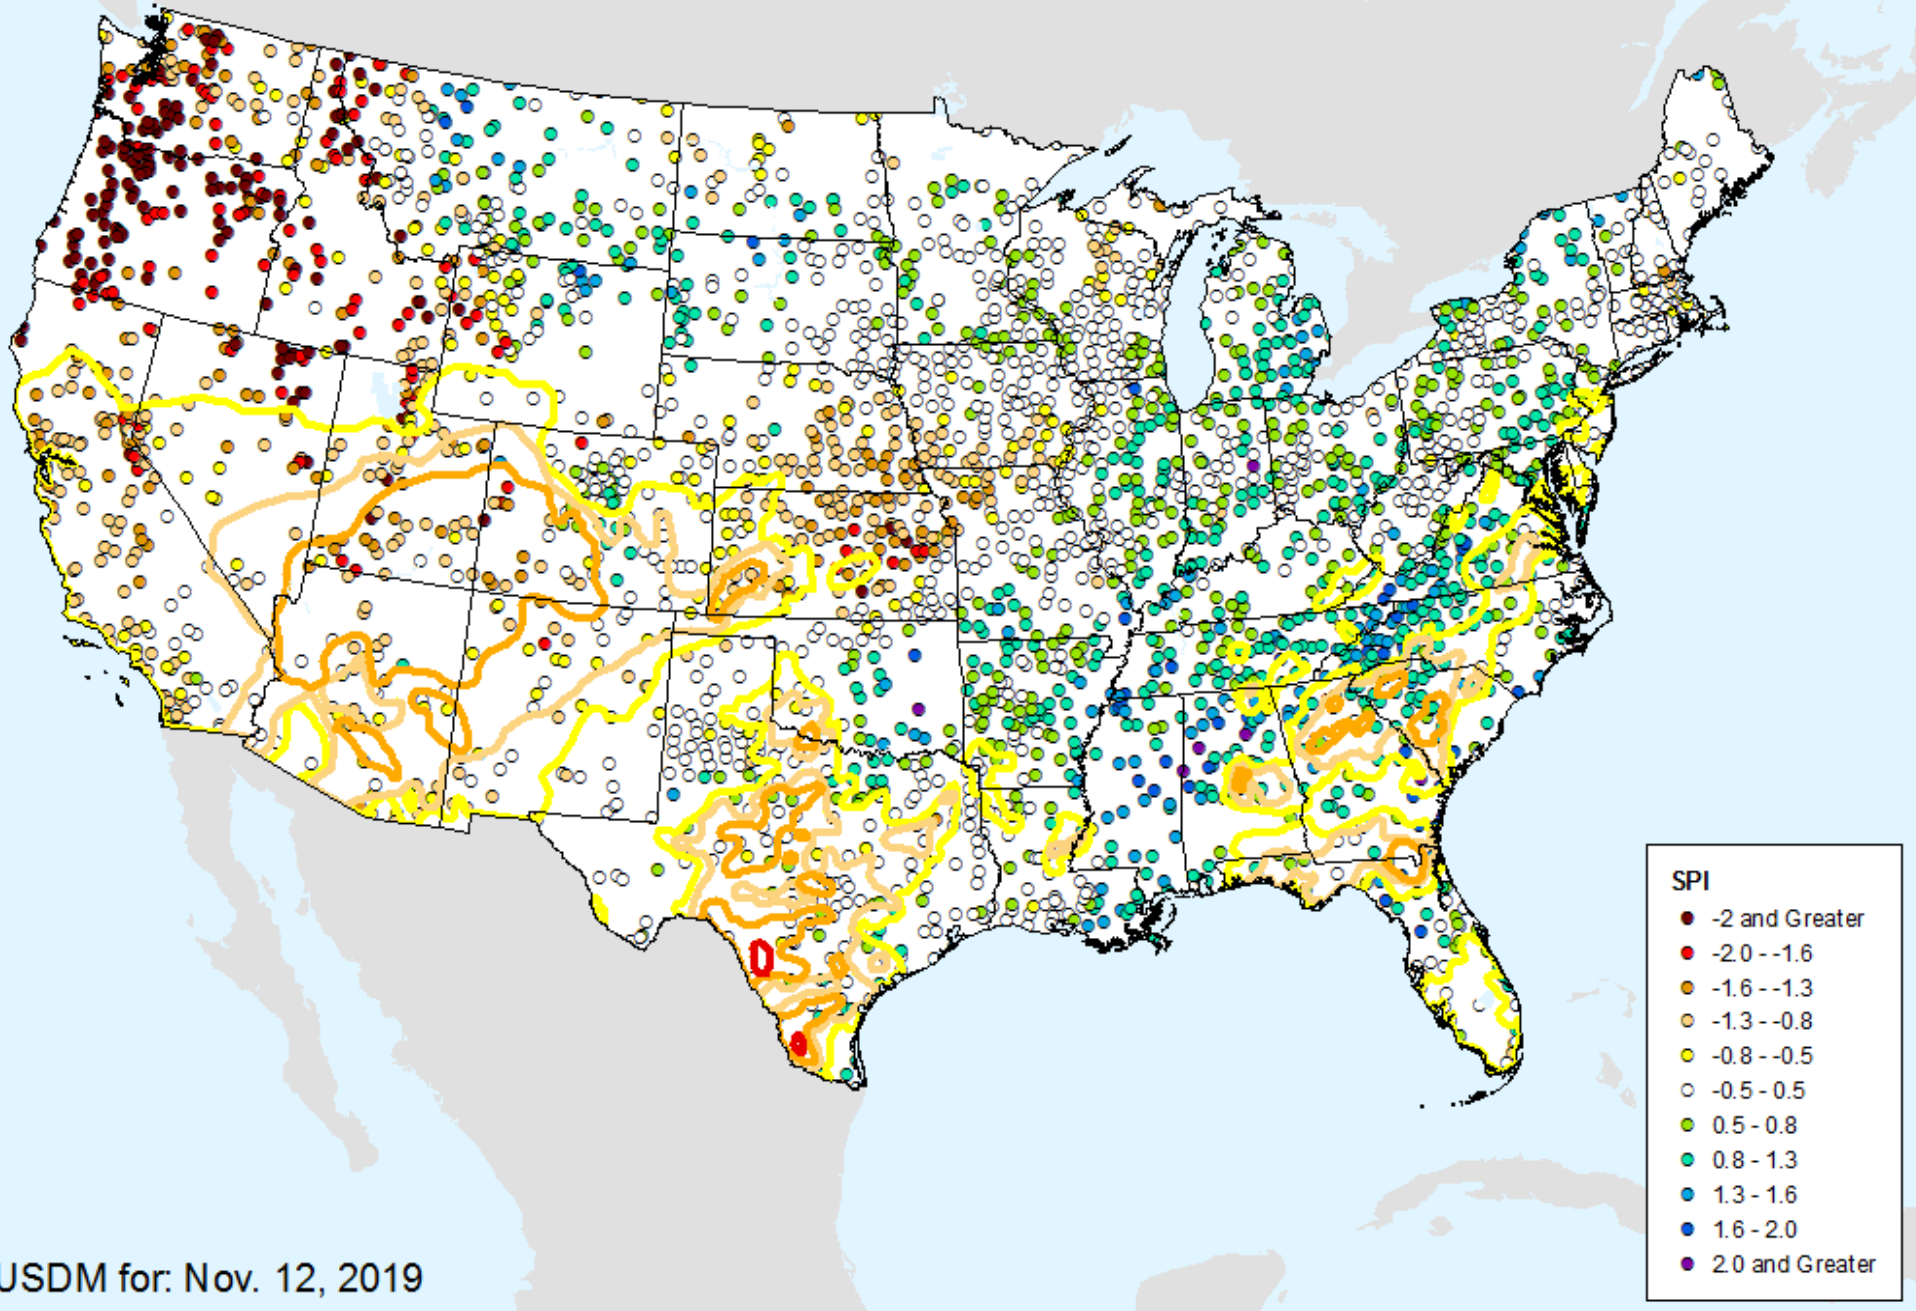 SPI
-2 and Greater
-2.0 - -1.6
-1.6 - -1.3
-1.3 - -0.8
-0.8 - -0.5
-0.5 - 0.5
0.5 - 0.8
0.8 - 1.3
1.3 - 1.6
1.6 - 2.0
2.0 and Greater
USDM for: Nov. 12, 2019